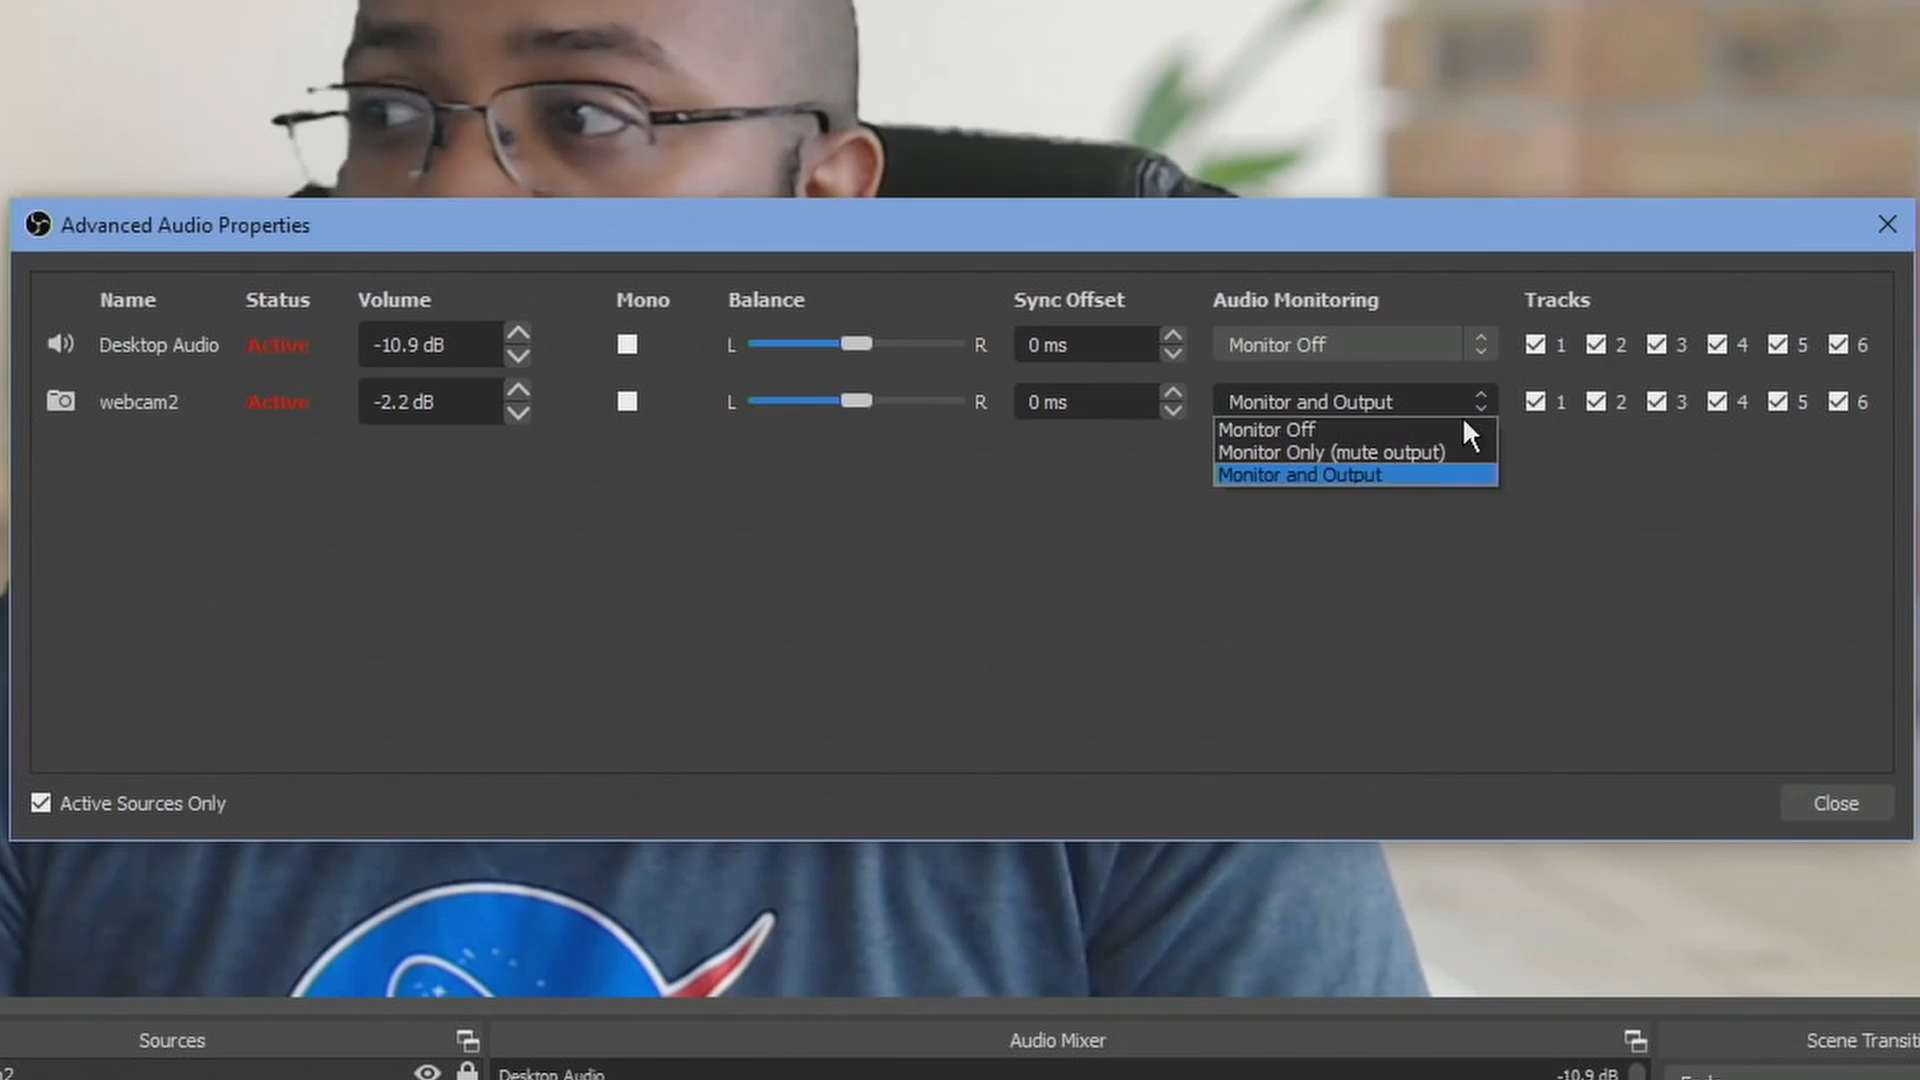 Advanced Audio Properties
Name Status Volume Mono Balance Sync Offset Audio Monitoring Tracks
Desktop Audio Active -10.9 dB L R 0 ms Monitor Off 1 2 3 4 5 6
webcam2 Active -2.2 dB L R 0 ms Monitor and Output 1 2 3 4 5 6
Monitor Off
Monitor Only (mute output)
Monitor and Output
Active Sources Only Close
Sources Audio Mixer Scene Transiti
Desktop Audio -10.9 dB